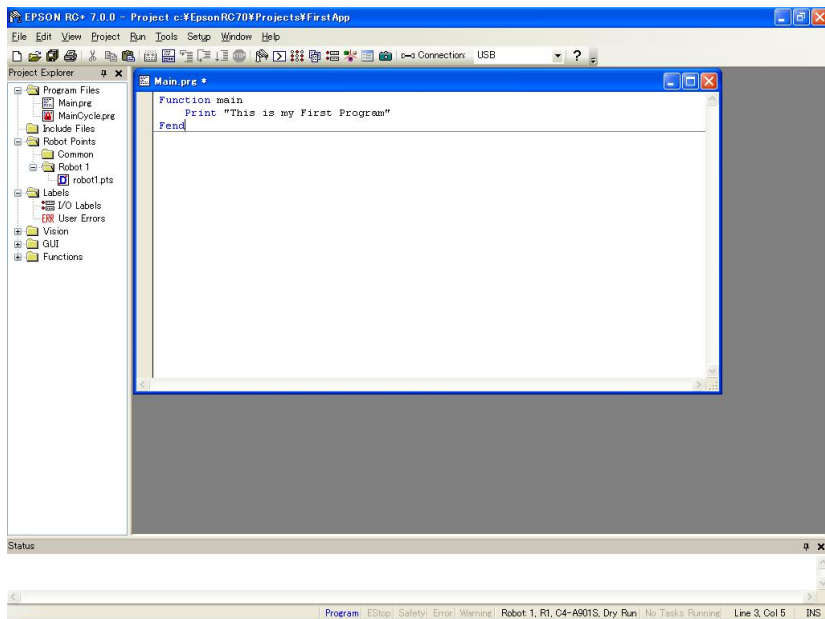 EPSON RC+ 7.0.0 - Project c:¥EpsonRC70¥Projects¥FirstApp
File Edit View Project Run Tools Setup Window Help
Connection: USB
Project Explorer
Program Files
Main.prg
MainCycle.prg
Include Files
Robot Points
Common
Robot 1
robot1.pts
Labels
I/O Labels
ERR User Errors
Vision
GUI
Functions
Main.prg *
Function main
Print "This is my First Program"
Fend
Status
Program EStop Safety Error Warning Robot: 1, R1, C4-A901S, Dry Run No Tasks Running Line 3, Col 5 INS